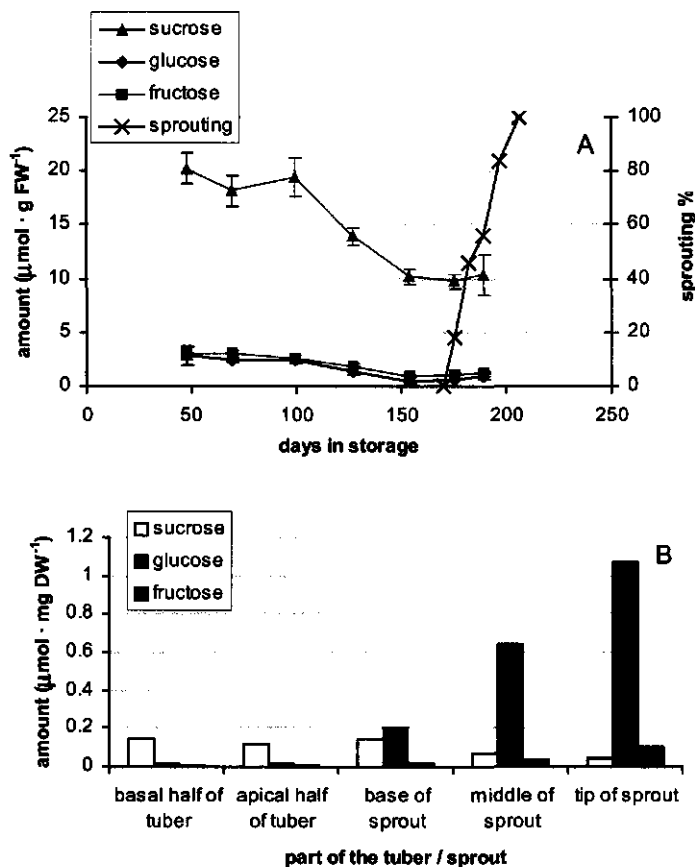 sucrose
glucose
fructose
sprouting
A
25
20
15
10
5
0
amount (µmol · g FW⁻¹)
100
80
60
40
20
0
sprouting %
0 50 100 150 200 250
days in storage
sucrose
glucose
fructose
B
1.2
1
0.8
0.6
0.4
0.2
0
amount (µmol · mg DW⁻¹)
basal half of apical half base of middle of tip of sprout
tuber of tuber sprout sprout
part of the tuber / sprout